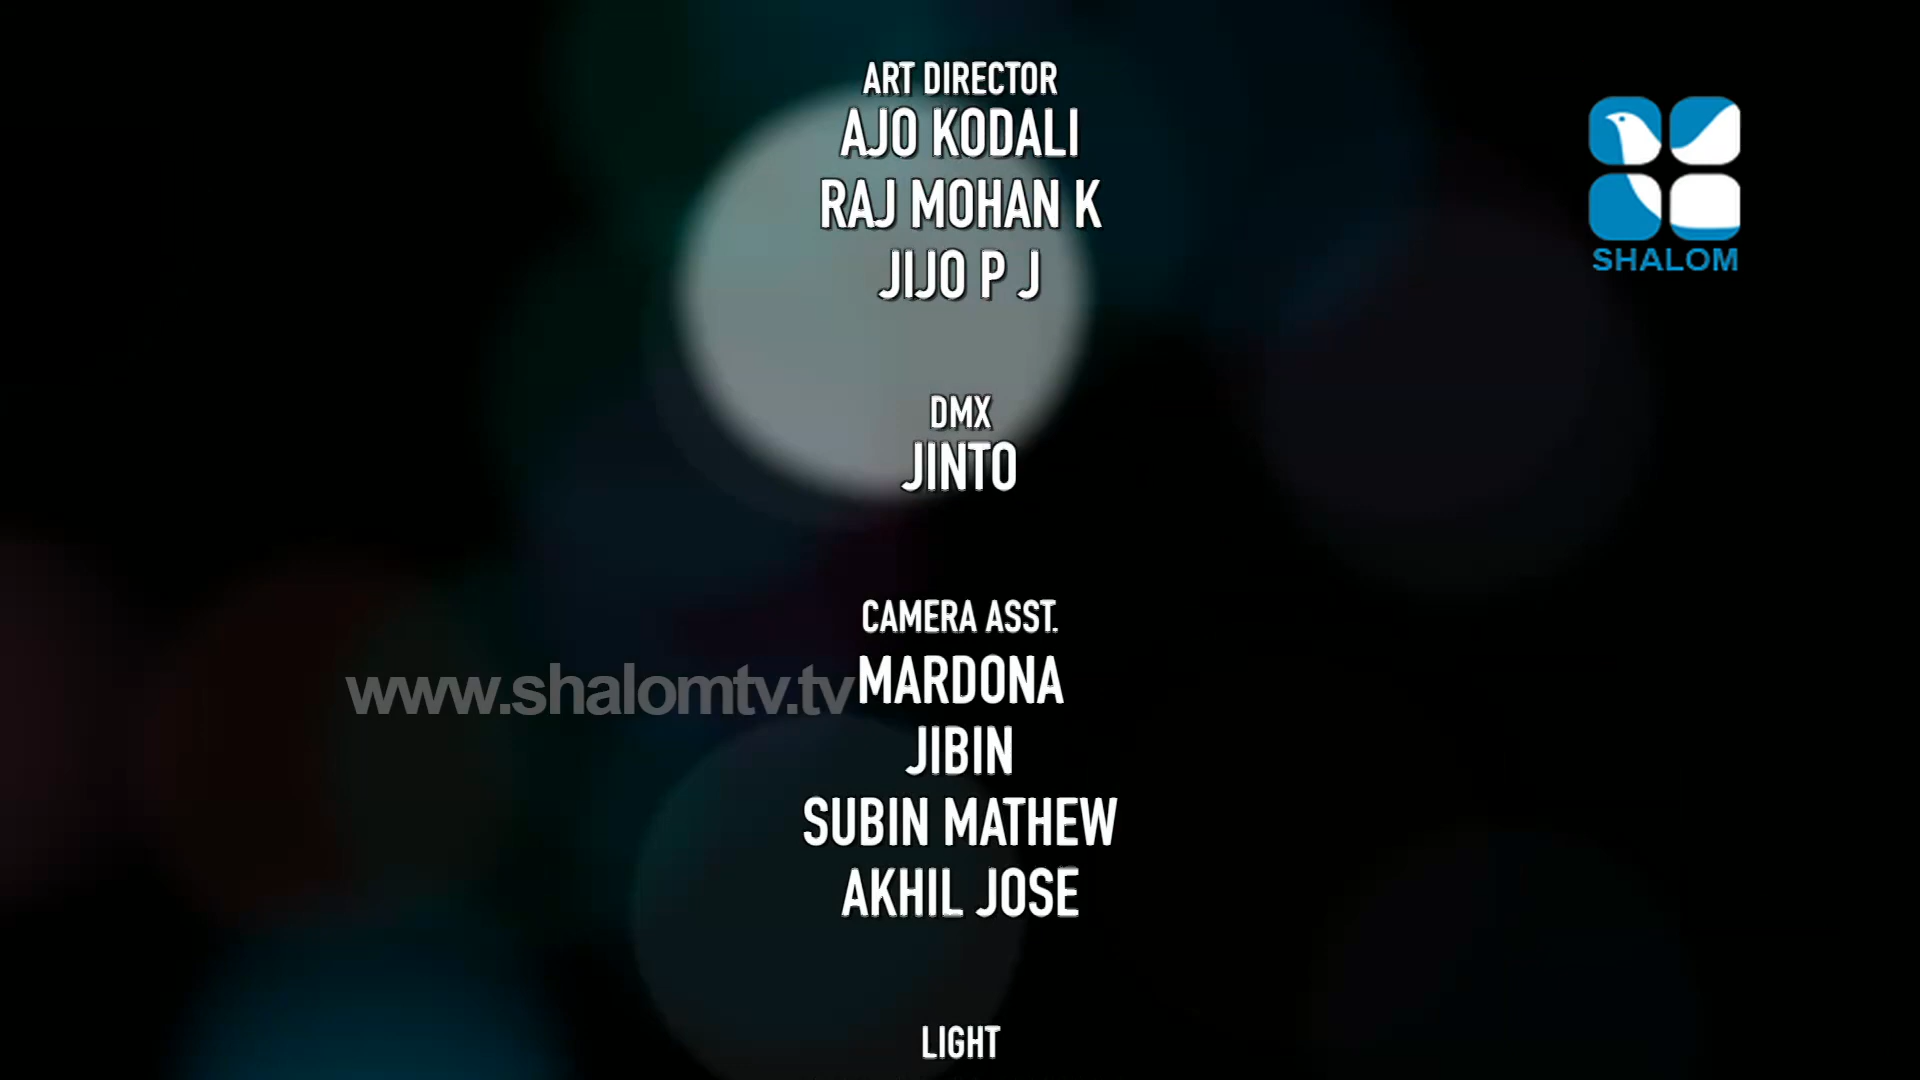 ART DIRECTOR
AJO KODALI
RAJ MOHAN K
JIJO P J
SHALOM
DMX
JINTO
CAMERA ASST.
www.shalomtv.tv
MARDONA
JIBIN
SUBIN MATHEW
AKHIL JOSE
LIGHT